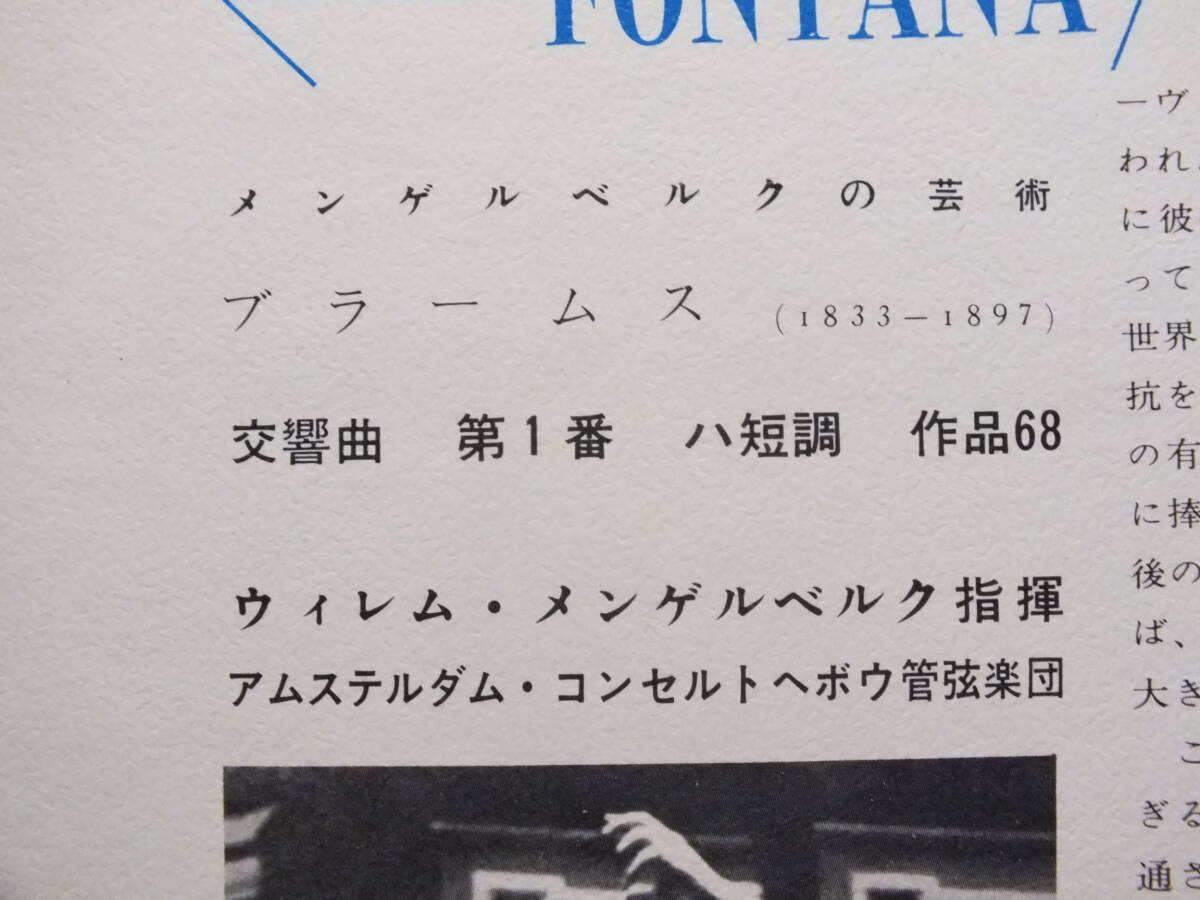 FONTANA
メンゲルベルクの芸術
ブラームス (1833−1897)
交響曲 第1番 ハ短調 作品68
ウィレム・メンゲルベルク指揮
アムステルダム・コンセルトヘボウ管弦楽団
ーヴ
われ
に彼
って
世界
抗を
の有
に捧
後の
ば、
大き
こ
ぎる
通さ